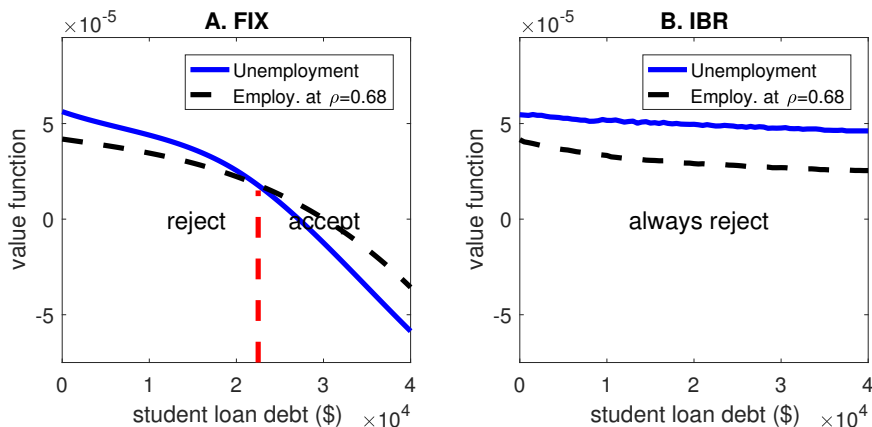 A. FIX
×10⁻⁵
Unemployment
Employ. at ρ=0.68
5
0
-5
value function
reject
accept
0 1 2 3 4
student loan debt ($)
×10⁴
B. IBR
×10⁻⁵
Unemployment
Employ. at ρ=0.68
5
0
-5
value function
always reject
0 1 2 3 4
student loan debt ($)
×10⁴